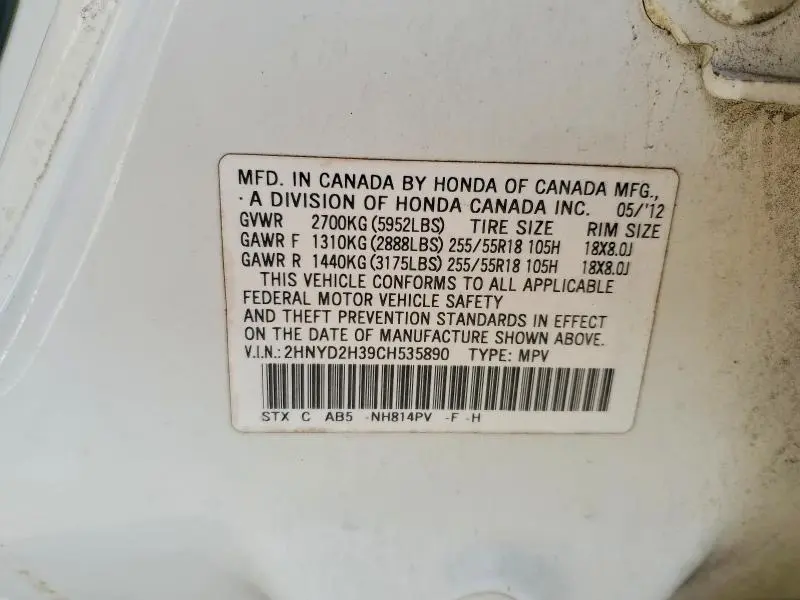 MFD. IN CANADA BY HONDA OF CANADA MFG.,
A DIVISION OF HONDA CANADA INC. 05/'12
GVWR 2700KG(5952LBS) TIRE SIZE RIM SIZE
GAWR F 1310KG(2888LBS) 255/55R18 105H 18X8.0J
GAWR R 1440KG(3175LBS) 255/55R18 105H 18X8.0J
THIS VEHICLE CONFORMS TO ALL APPLICABLE
FEDERAL MOTOR VEHICLE SAFETY
AND THEFT PREVENTION STANDARDS IN EFFECT
ON THE DATE OF MANUFACTURE SHOWN ABOVE.
V.I.N.: 2HNYD2H39CH535890 TYPE: MPV
STX C AB5 -NH814PV -F -H